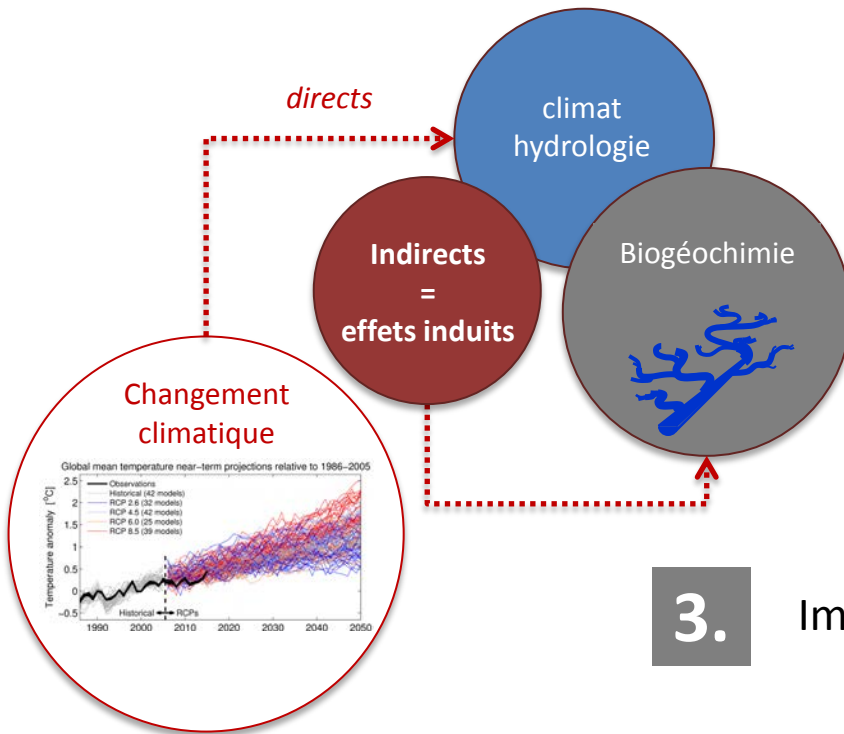 directs
climat
hydrologie
Indirects
=
effets induits
Biogéochimie
Changement
climatique
Global mean temperature near-term projections relative to 1986–2005
Temperature anomaly [°C]
2.5
2
1.5
1
0.5
0
−0.5
Observations
Historical (42 models)
RCP 2.6 (32 models)
RCP 4.5 (42 models)
RCP 6.0 (25 models)
RCP 8.5 (39 models)
Historical RCPs
1990 2000 2010 2020 2030 2040 2050
3. Im